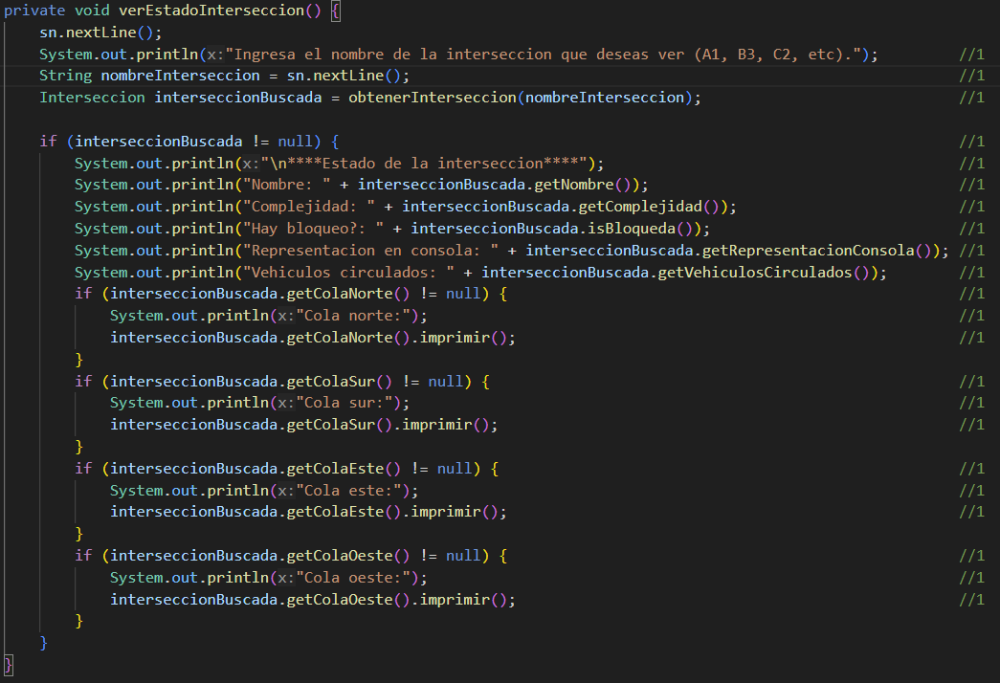 private void verEstadoInterseccion() {
    sn.nextLine();
    System.out.println(x:"Ingresa el nombre de la interseccion que deseas ver (A1, B3, C2, etc).");         //1
    String nombreInterseccion = sn.nextLine();                                                              //1
    Interseccion interseccionBuscada = obtenerInterseccion(nombreInterseccion);                             //1

    if (interseccionBuscada != null) {                                                                      //1
        System.out.println(x:"\n****Estado de la interseccion****");                                        //1
        System.out.println("Nombre: " + interseccionBuscada.getNombre());                                   //1
        System.out.println("Complejidad: " + interseccionBuscada.getComplejidad());                         //1
        System.out.println("Hay bloqueo?: " + interseccionBuscada.isBloqueda());                            //1
        System.out.println("Representacion en consola: " + interseccionBuscada.getRepresentacionConsola()); //1
        System.out.println("Vehiculos circulados: " + interseccionBuscada.getVehiculosCirculados());        //1
        if (interseccionBuscada.getColaNorte() != null) {                                                   //1
            System.out.println(x:"Cola norte:");                                                            //1
            interseccionBuscada.getColaNorte().imprimir();                                                  //1
        }
        if (interseccionBuscada.getColaSur() != null) {                                                     //1
            System.out.println(x:"Cola sur:");                                                              //1
            interseccionBuscada.getColaSur().imprimir();                                                    //1
        }
        if (interseccionBuscada.getColaEste() != null) {                                                    //1
            System.out.println(x:"Cola este:");                                                             //1
            interseccionBuscada.getColaEste().imprimir();                                                   //1
        }
        if (interseccionBuscada.getColaOeste() != null) {                                                   //1
            System.out.println(x:"Cola oeste:");                                                            //1
            interseccionBuscada.getColaOeste().imprimir();                                                  //1
        }
    }
}